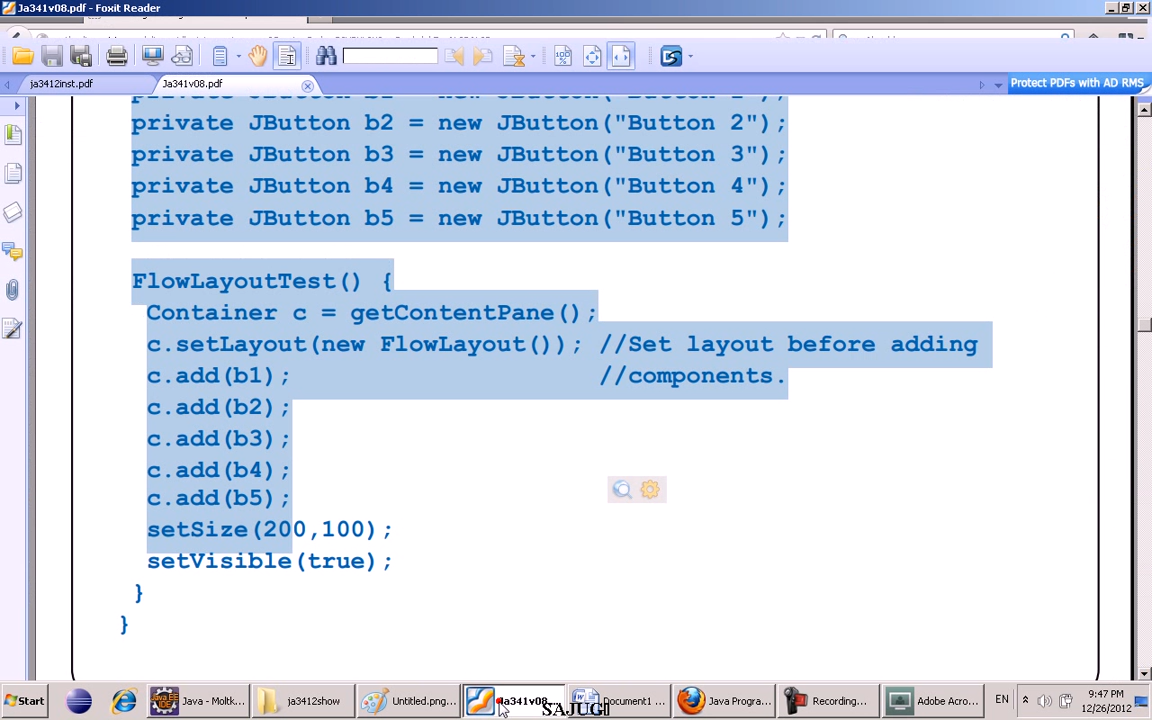 Ja341v08.pdf - Foxit Reader
ja3412inst.pdf
Ja341v08.pdf
Protect PDFs with AD RMS
private JButton b2 = new JButton("Button 2");
private JButton b3 = new JButton("Button 3");
private JButton b4 = new JButton("Button 4");
private JButton b5 = new JButton("Button 5");
FlowLayoutTest() {
Container c = getContentPane();
c.setLayout(new FlowLayout()); //Set layout before adding
c.add(b1); //components.
c.add(b2);
c.add(b3);
c.add(b4);
c.add(b5);
setSize(200,100);
setVisible(true);
}
}
Start
Java - Moltk...
ja3412show
Untitled.png...
Ja341v08....
Document1 ...
Java Progra...
Recording...
Adobe Acro...
EN
9:47 PM
12/26/2012
SAJUGI